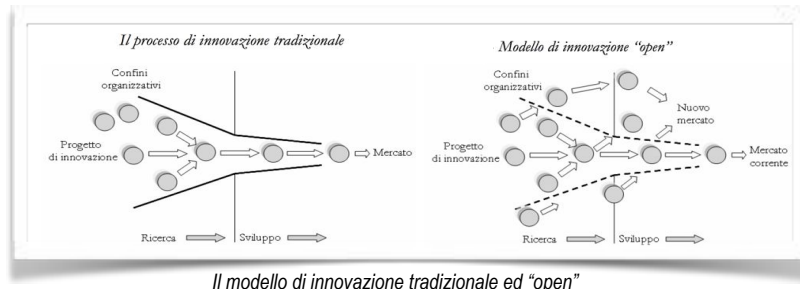 Il processo di innovazione tradizionale
Confini
organizzativi
Progetto
di innovazione
Mercato
Ricerca
Sviluppo
Modello di innovazione “open”
Confini
organizzativi
Nuovo
mercato
Progetto
di innovazione
Mercato
corrente
Ricerca
Sviluppo
Il modello di innovazione tradizionale ed “open”